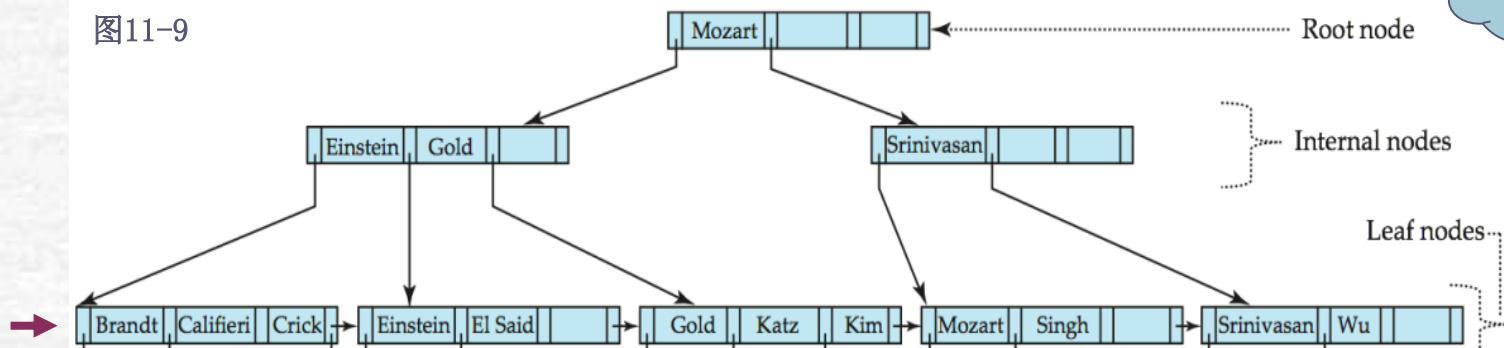 图11-9
Mozart
Root node
Einstein Gold
Srinivasan
Internal nodes
Leaf nodes
Brandt Califieri Crick Einstein El Said Gold Katz Kim Mozart Singh Srinivasan Wu